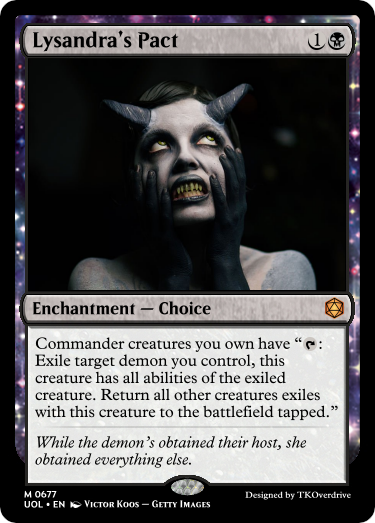 Lysandra's Pact 1
Enchantment — Choice
Commander creatures you own have “ :
Exile target demon you control, this
creature has all abilities of the exiled
creature. Return all other creatures exiles
with this creature to the battlefield tapped.”
While the demon's obtained their host, she
obtained everything else.
M 0677
UOL • EN VICTOR KOOS — GETTY IMAGES
Designed by TKOverdrive